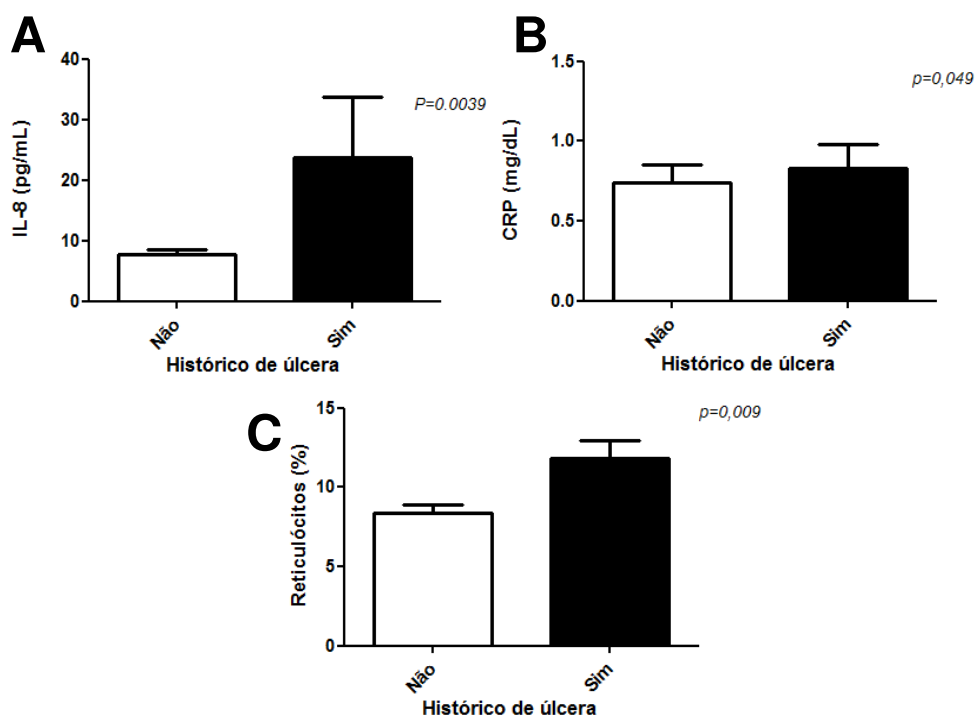 A
IL-8 (pg/mL)
40
30
20
10
0
P=0.0039
Não
Sim
Histórico de úlcera
B
CRP (mg/dL)
1.5
1.0
0.5
0.0
p=0,049
Não
Sim
Histórico de úlcera
C
Reticulócitos (%)
15
10
5
0
p=0,009
Não
Sim
Histórico de úlcera